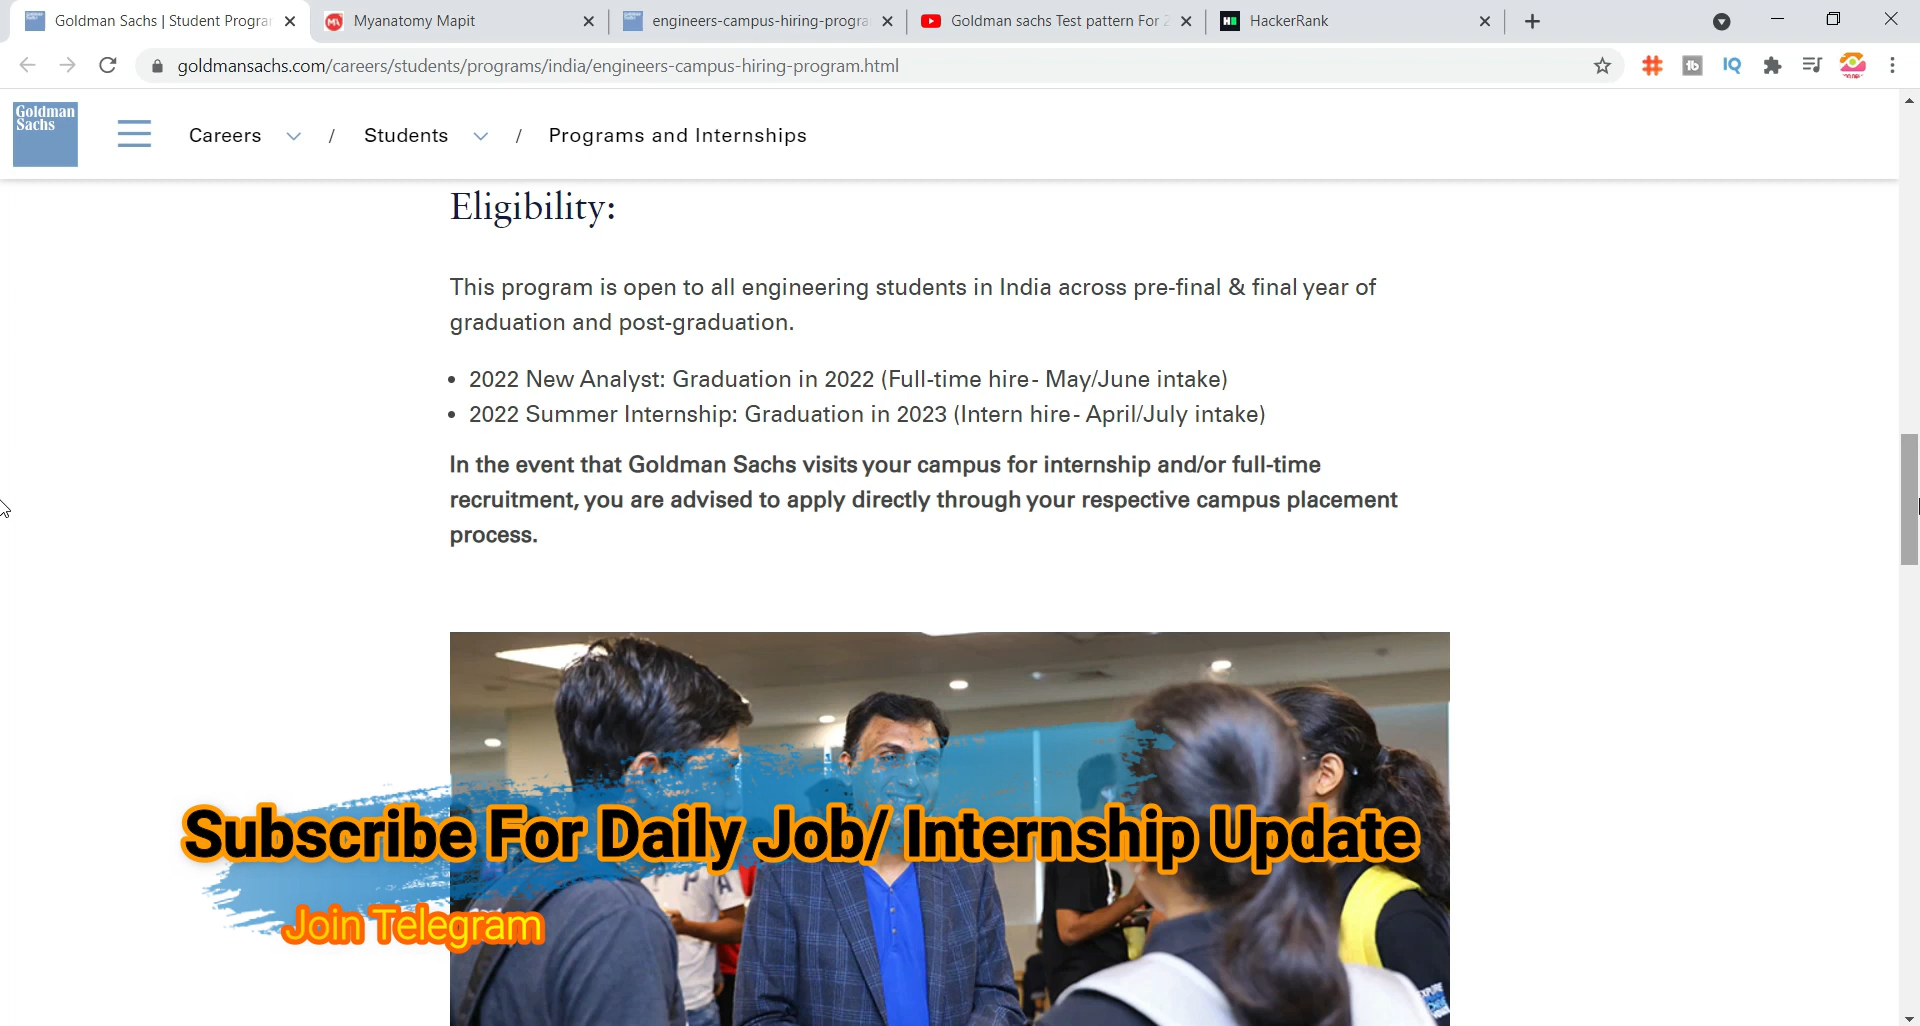 Goldman Sachs | Student Progra
Myanatomy Mapit
engineers-campus-hiring-progra
Goldman sachs Test pattern For 2
HackerRank
goldmansachs.com/careers/students/programs/india/engineers-campus-hiring-program.html
Goldman
Sachs
Careers / Students / Programs and Internships
Eligibility:
This program is open to all engineering students in India across pre-final & final year of
graduation and post-graduation.
• 2022 New Analyst: Graduation in 2022 (Full-time hire- May/June intake)
• 2022 Summer Internship: Graduation in 2023 (Intern hire- April/July intake)
In the event that Goldman Sachs visits your campus for internship and/or full-time
recruitment, you are advised to apply directly through your respective campus placement
process.
Subscribe For Daily Job/ Internship Update
Join Telegram